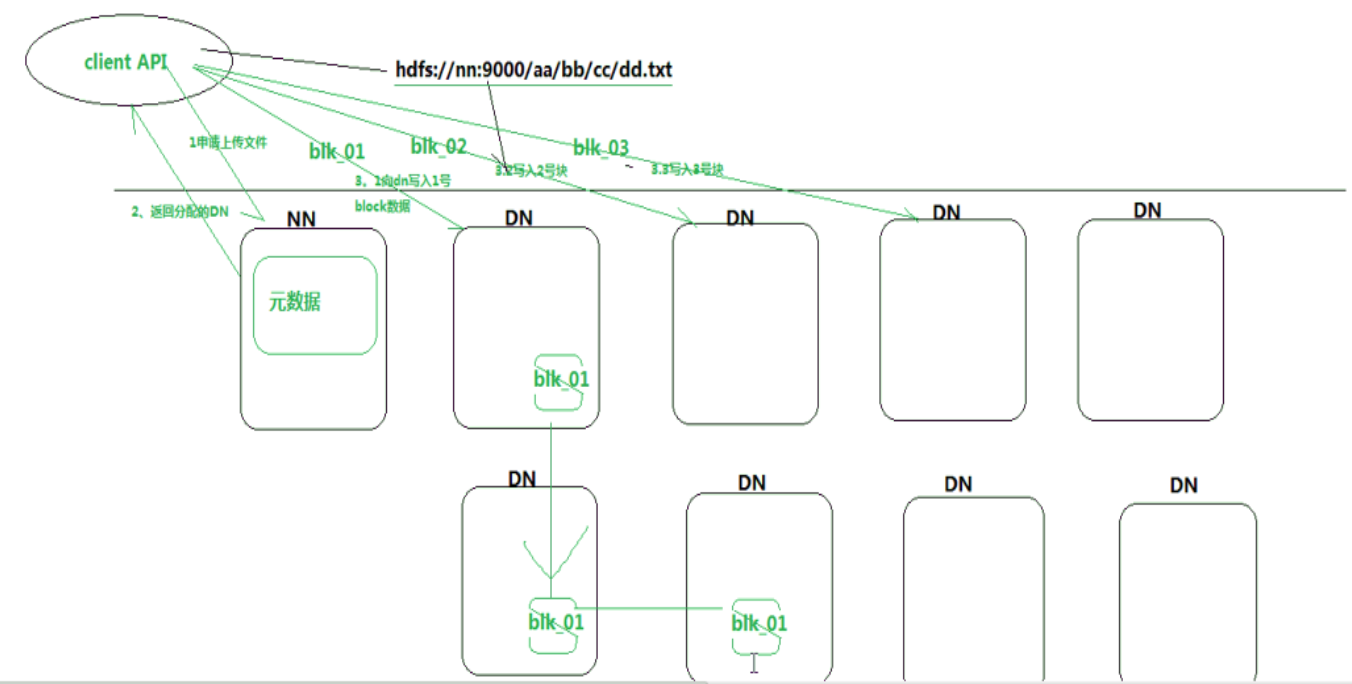 client API
hdfs://nn:9000/aa/bb/cc/dd.txt
1申请上传文件
blk_01
blk_02
blk_03
3.2写入2号块
3.3写入3号块
3。1向dn写入1号
block数据
2、返回分配的DN
NN
DN
DN
DN
DN
元数据
blk_01
DN
DN
DN
DN
blk_01
blk_01